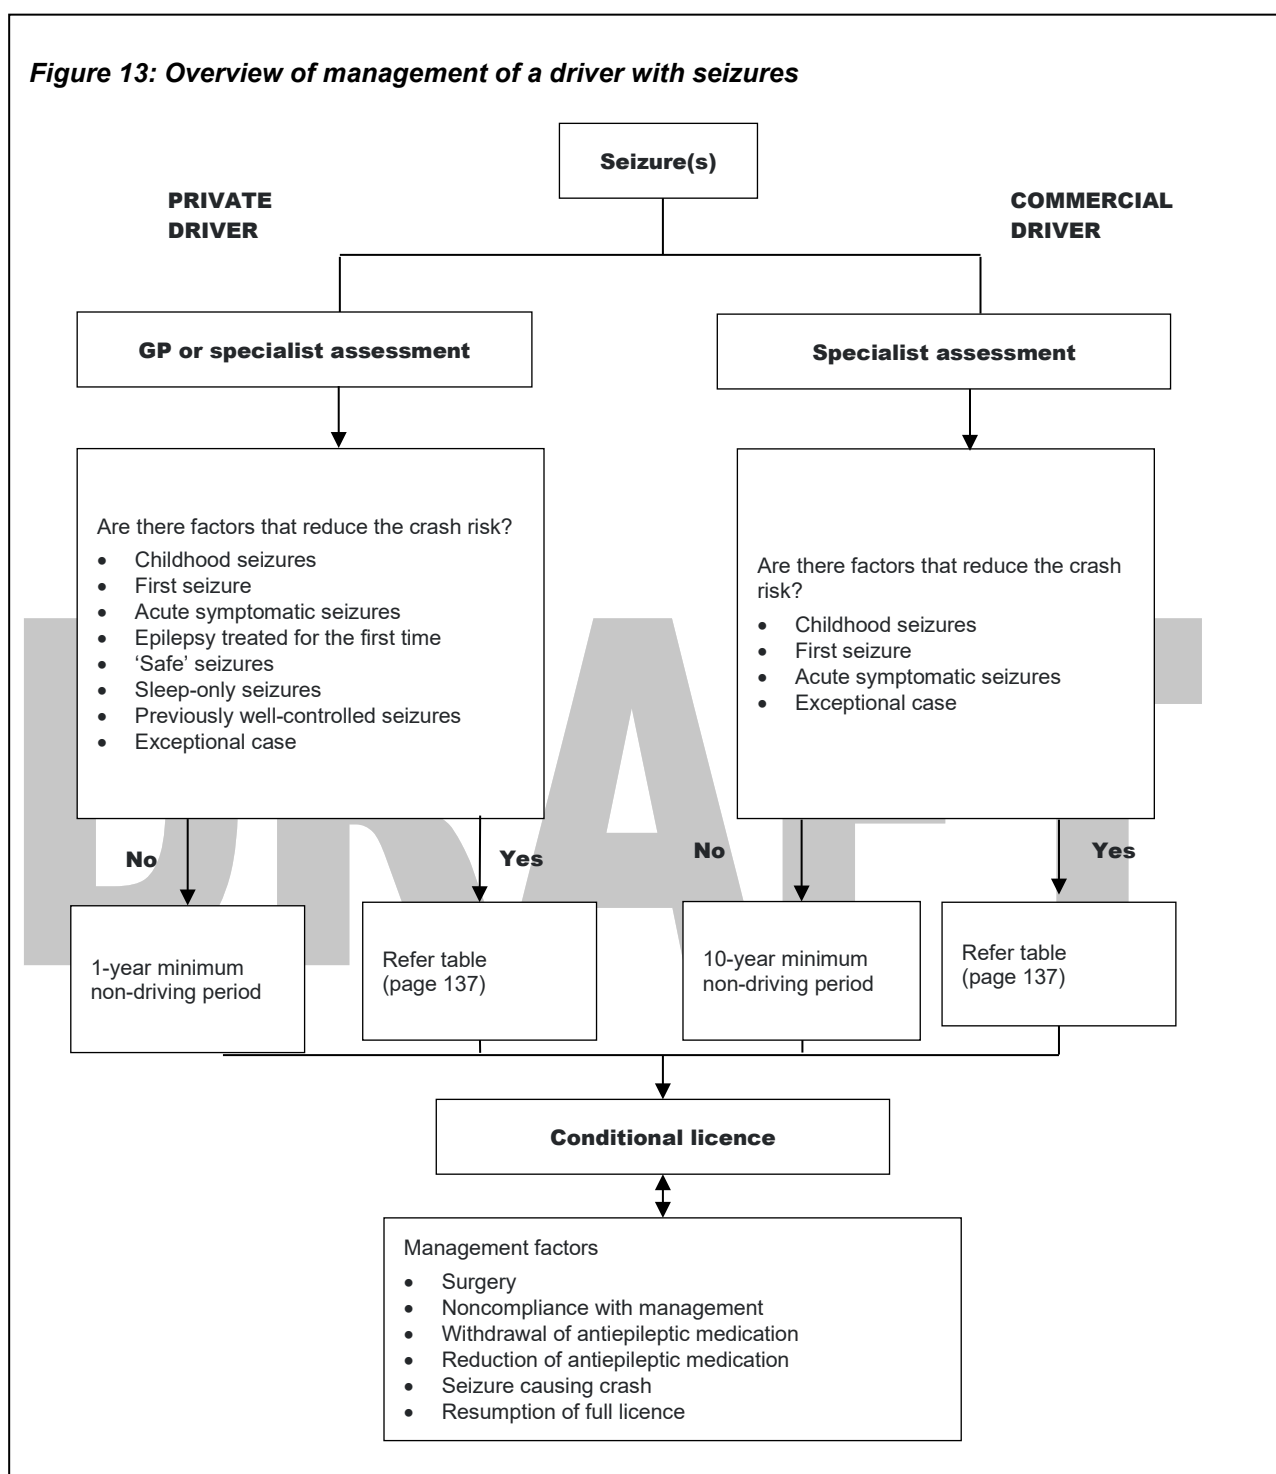 Figure 13: Overview of management of a driver with seizures
Seizure(s)
PRIVATE
DRIVER
COMMERCIAL
DRIVER
GP or specialist assessment
Specialist assessment
Are there factors that reduce the crash risk?
• Childhood seizures
• First seizure
• Acute symptomatic seizures
• Epilepsy treated for the first time
• ‘Safe’ seizures
• Sleep-only seizures
• Previously well-controlled seizures
• Exceptional case
Are there factors that reduce the crash
risk?
• Childhood seizures
• First seizure
• Acute symptomatic seizures
• Exceptional case
DRAFT
No
Yes
No
Yes
1-year minimum
non-driving period
Refer table
(page 137)
10-year minimum
non-driving period
Refer table
(page 137)
Conditional licence
Management factors
• Surgery
• Noncompliance with management
• Withdrawal of antiepileptic medication
• Reduction of antiepileptic medication
• Seizure causing crash
• Resumption of full licence